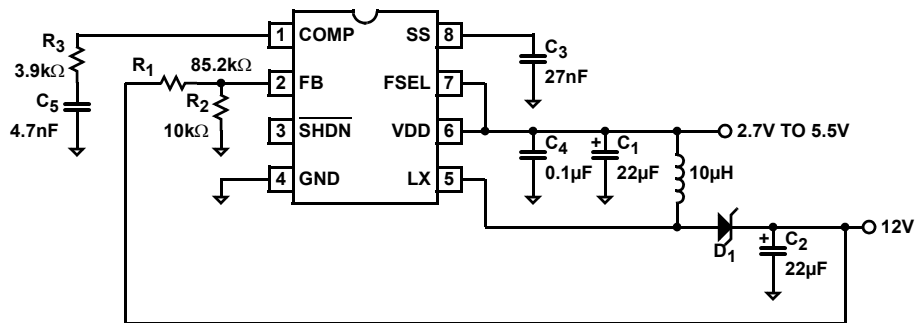 1 COMP SS 8
R3
3.9kΩ
C5
4.7nF
R1 85.2kΩ
R2
10kΩ
2 FB FSEL 7
3 SHDN VDD 6
4 GND LX 5
C3
27nF
C4
0.1µF
+ C1
22µF
2.7V TO 5.5V
10µH
D1
+ C2
22µF
12V